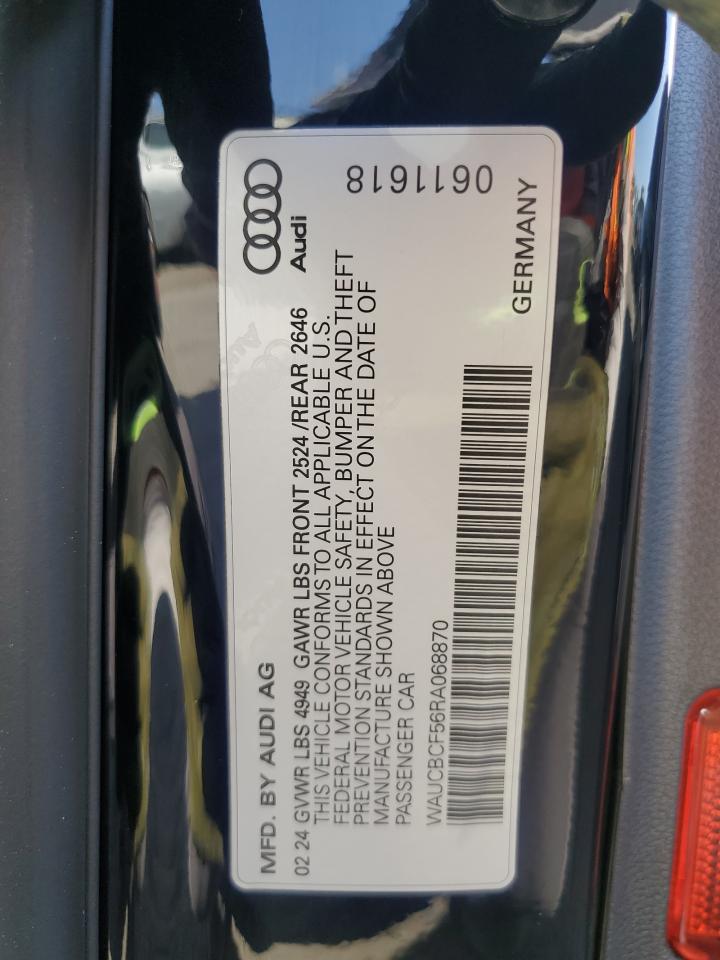 MFD. BY AUDI AG
Audi
02 24 GVWR LBS 4949 GAWR LBS FRONT 2524 /REAR 2646
THIS VEHICLE CONFORMS TO ALL APPLICABLE U.S.
FEDERAL MOTOR VEHICLE SAFETY, BUMPER AND THEFT
PREVENTION STANDARDS IN EFFECT ON THE DATE OF
MANUFACTURE SHOWN ABOVE
PASSENGER CAR
0611618
WAUCBCF56RA068870
GERMANY